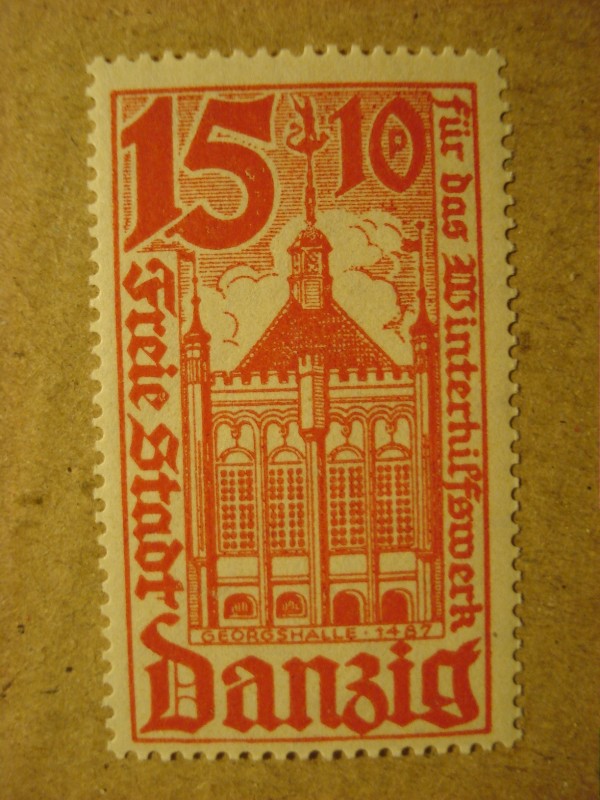 15
10 P
für das Winterhilfswerk
Freie Stadt
GEORGSHALLE · 1487
Danzig